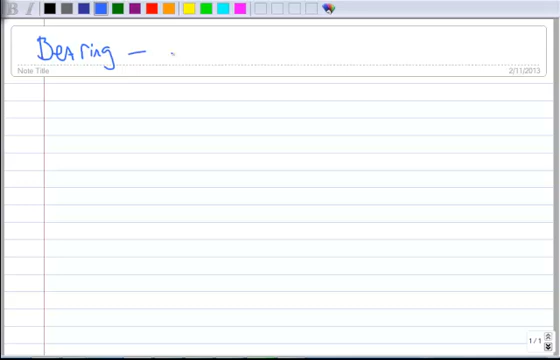 B I
Bearing –
Note Title
2/11/2013
1 / 1